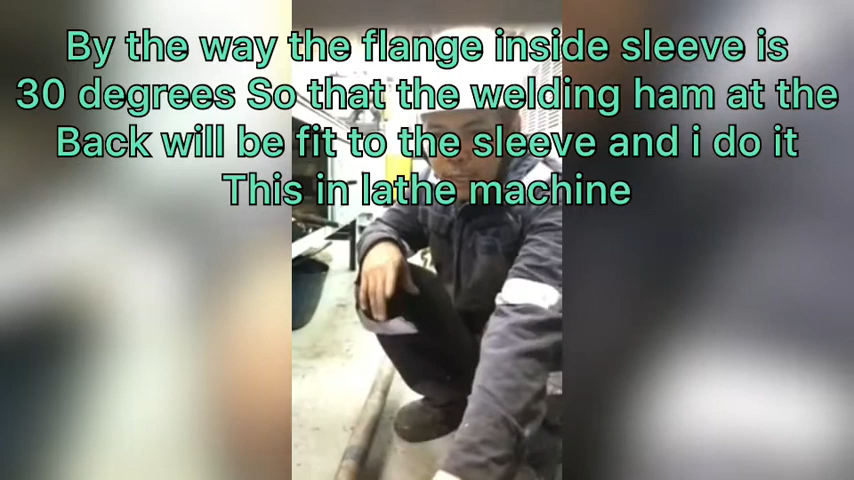 By the way the flange inside sleeve is
30 degrees So that the welding ham at the
Back will be fit to the sleeve and i do it
This in lathe machine